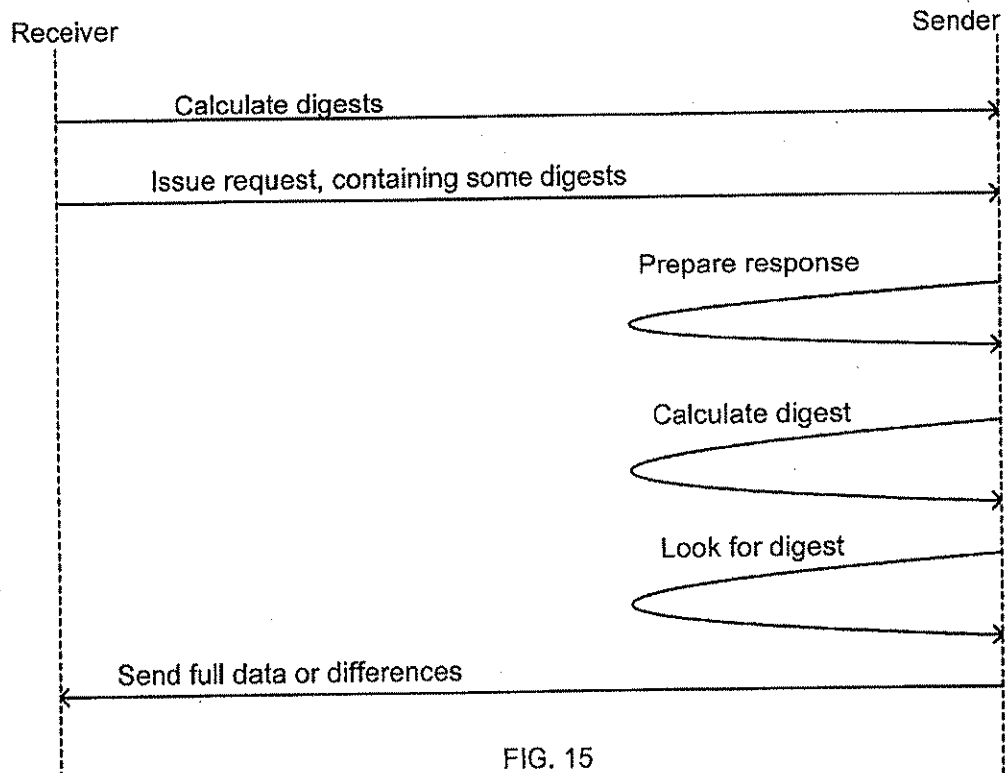 Receiver
Sender
Calculate digests
Issue request, containing some digests
Prepare response
Calculate digest
Look for digest
Send full data or differences
FIG. 15